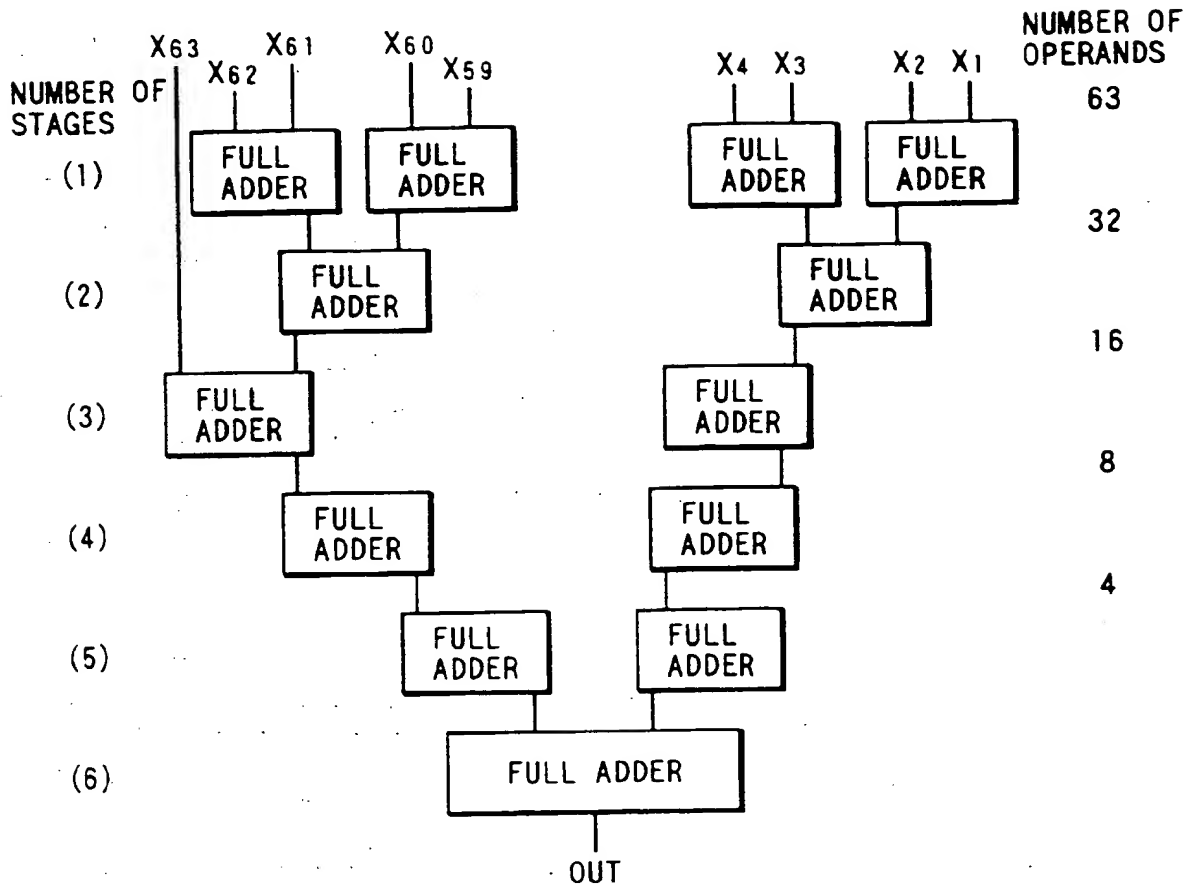 NUMBER OF
OPERANDS
X63 X62 X61 X60 X59 X4 X3 X2 X1
63
NUMBER OF
STAGES
(1)
FULL
ADDER
FULL
ADDER
FULL
ADDER
FULL
ADDER
32
(2)
FULL
ADDER
FULL
ADDER
16
(3)
FULL
ADDER
FULL
ADDER
8
(4)
FULL
ADDER
FULL
ADDER
4
(5)
FULL
ADDER
FULL
ADDER
(6)
FULL ADDER
OUT